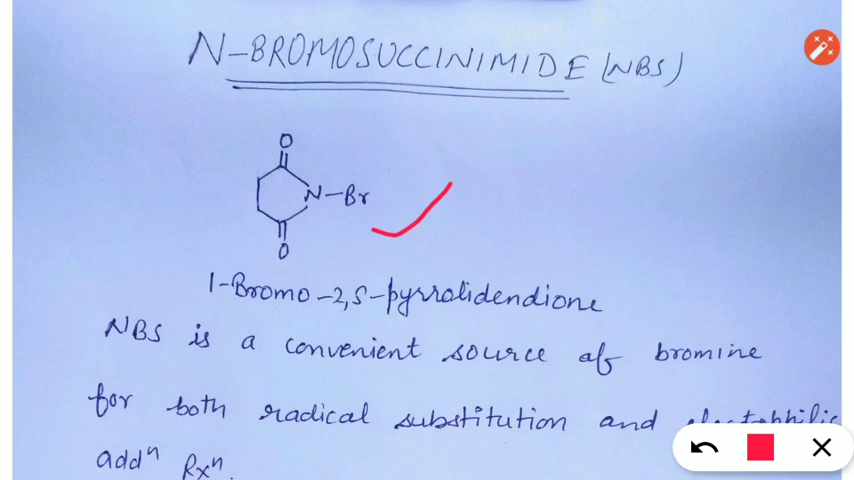 N-BROMOSUCCINIMIDE (NBS)
O
N-Br
O
1-Bromo-2,5-pyrrolidendione
NBS is a convenient source of bromine
for both radical substitution and
addⁿ Rxⁿ.